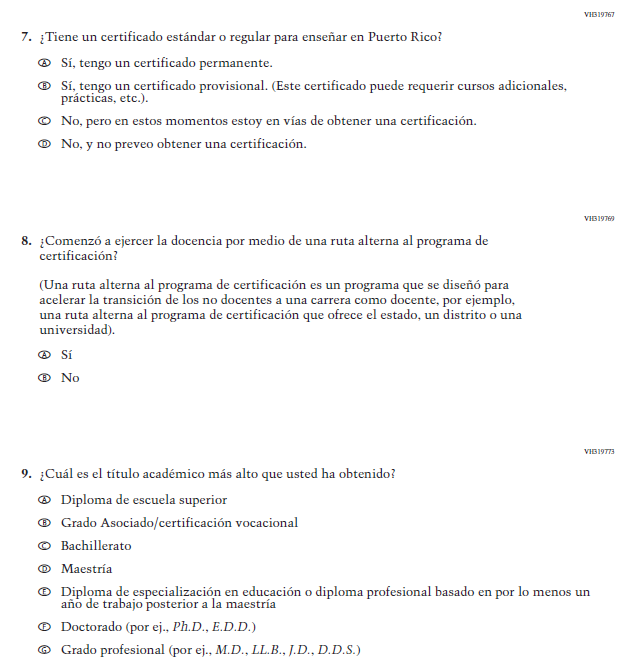 VH319767
7. ¿Tiene un certificado estándar o regular para enseñar en Puerto Rico?
Ⓐ Sí, tengo un certificado permanente.
Ⓑ Sí, tengo un certificado provisional. (Este certificado puede requerir cursos adicionales,
prácticas, etc.).
Ⓒ No, pero en estos momentos estoy en vías de obtener una certificación.
Ⓓ No, y no preveo obtener una certificación.
VH319769
8. ¿Comenzó a ejercer la docencia por medio de una ruta alterna al programa de
certificación?
(Una ruta alterna al programa de certificación es un programa que se diseñó para
acelerar la transición de los no docentes a una carrera como docente, por ejemplo,
una ruta alterna al programa de certificación que ofrece el estado, un distrito o una
universidad).
Ⓐ Sí
Ⓑ No
VH319773
9. ¿Cuál es el título académico más alto que usted ha obtenido?
Ⓐ Diploma de escuela superior
Ⓑ Grado Asociado/certificación vocacional
Ⓒ Bachillerato
Ⓓ Maestría
Ⓔ Diploma de especialización en educación o diploma profesional basado en por lo menos un
año de trabajo posterior a la maestría
Ⓕ Doctorado (por ej., Ph.D., E.D.D.)
Ⓖ Grado profesional (por ej., M.D., LL.B., J.D., D.D.S.)